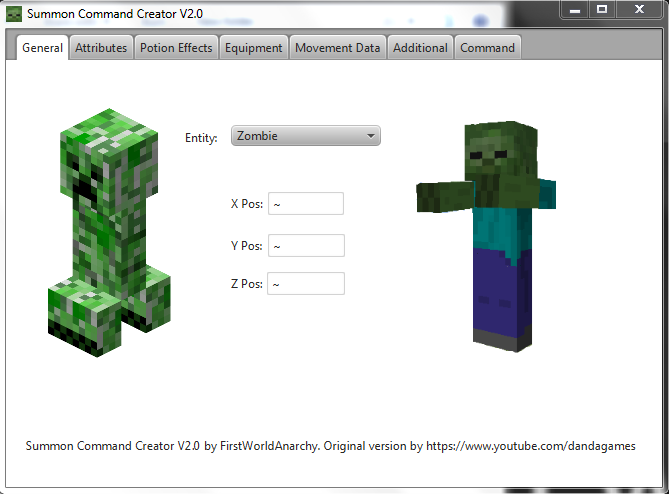 Summon Command Creator V2.0
General Attributes Potion Effects Equipment Movement Data Additional Command
Entity: Zombie
X Pos: ~
Y Pos: ~
Z Pos: ~
Summon Command Creator V2.0 by FirstWorldAnarchy. Original version by https://www.youtube.com/dandagames